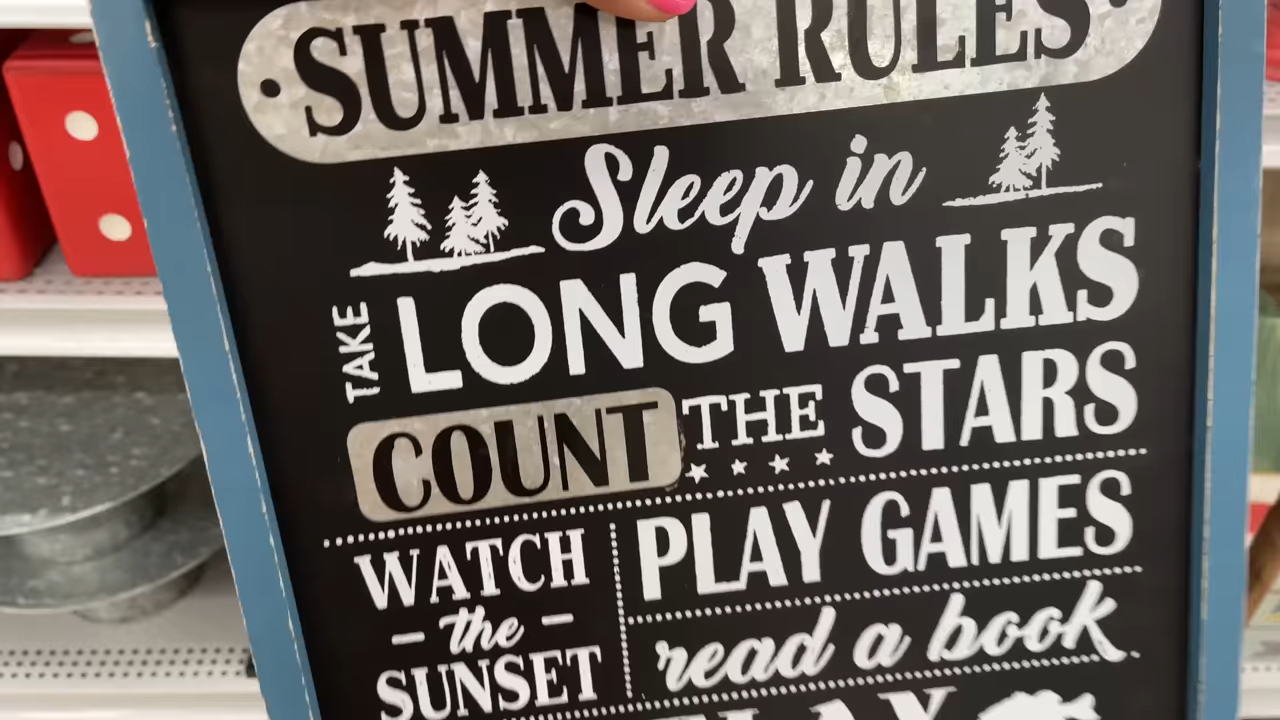 SUMMER RULES
Sleep in
TAKE LONG WALKS
COUNT THE STARS
WATCH
the
SUNSET
PLAY GAMES
read a book